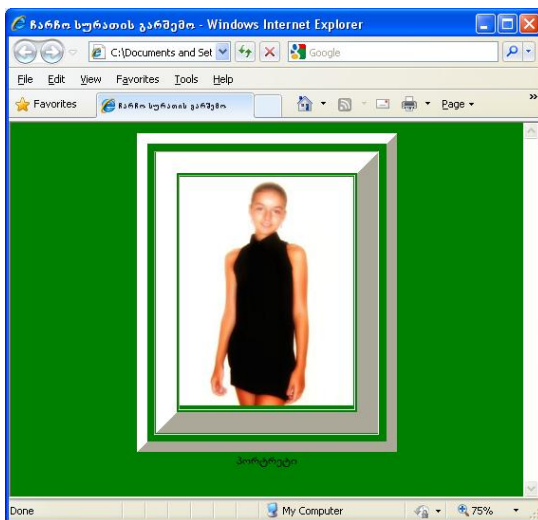 ჩარჩო სურათის გარშემო - Windows Internet Explorer
C:\Documents and Set
Google
File Edit View Favorites Tools Help
Favorites
ჩარჩო სურათის გარშემო
Page
»
პორტრეტი
Done
My Computer
75%